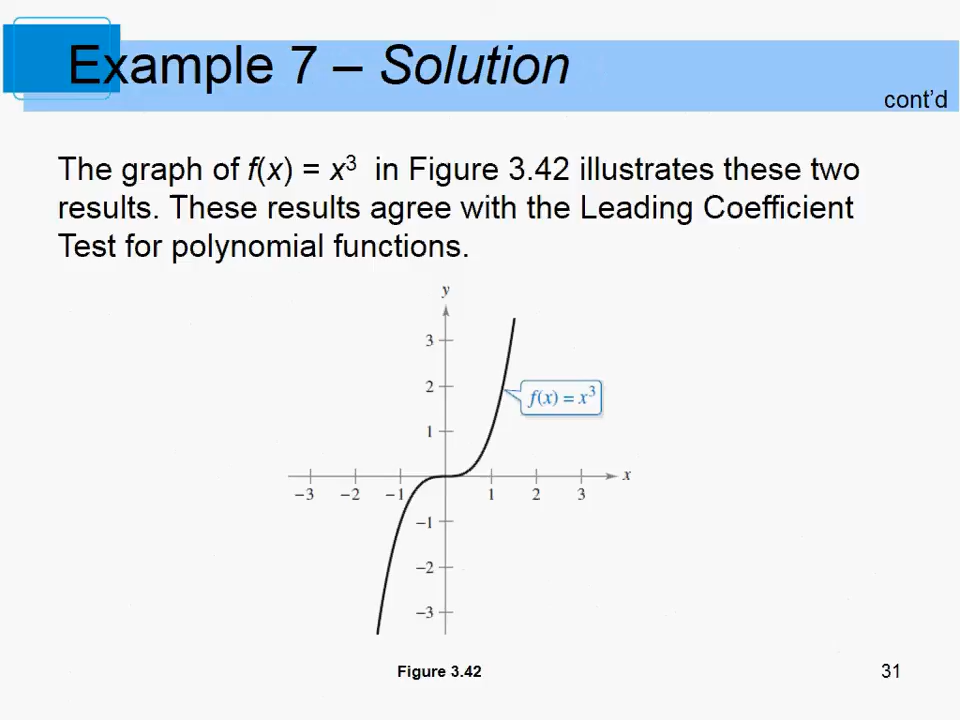 Example 7 – Solution
cont'd
The graph of f(x) = x³ in Figure 3.42 illustrates these two
results. These results agree with the Leading Coefficient
Test for polynomial functions.
y
3
2
f(x) = x³
1
x
−3 −2 −1 1 2 3
−1
−2
−3
Figure 3.42
31